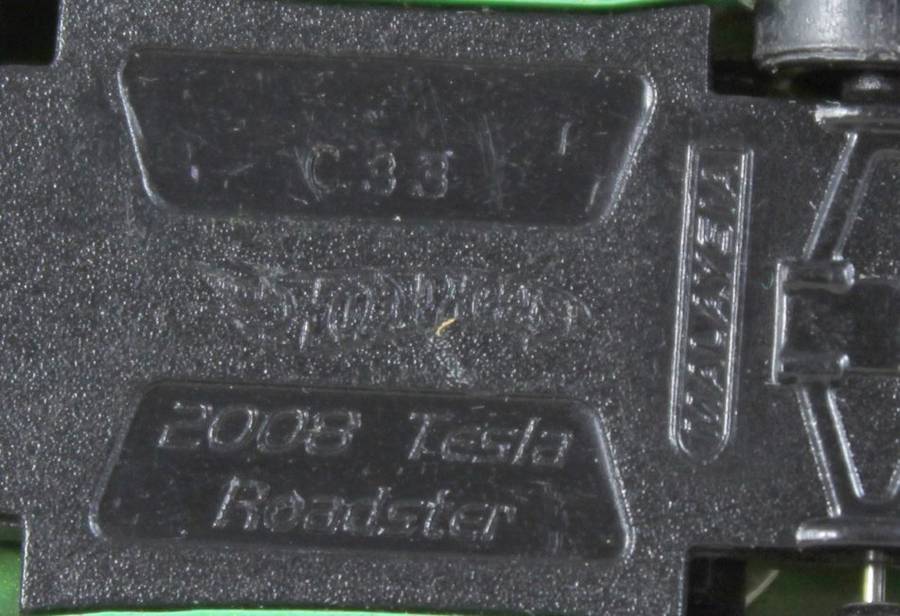 C33
Hot Wheels
2008 Tesla
Roadster
MALAYSIA